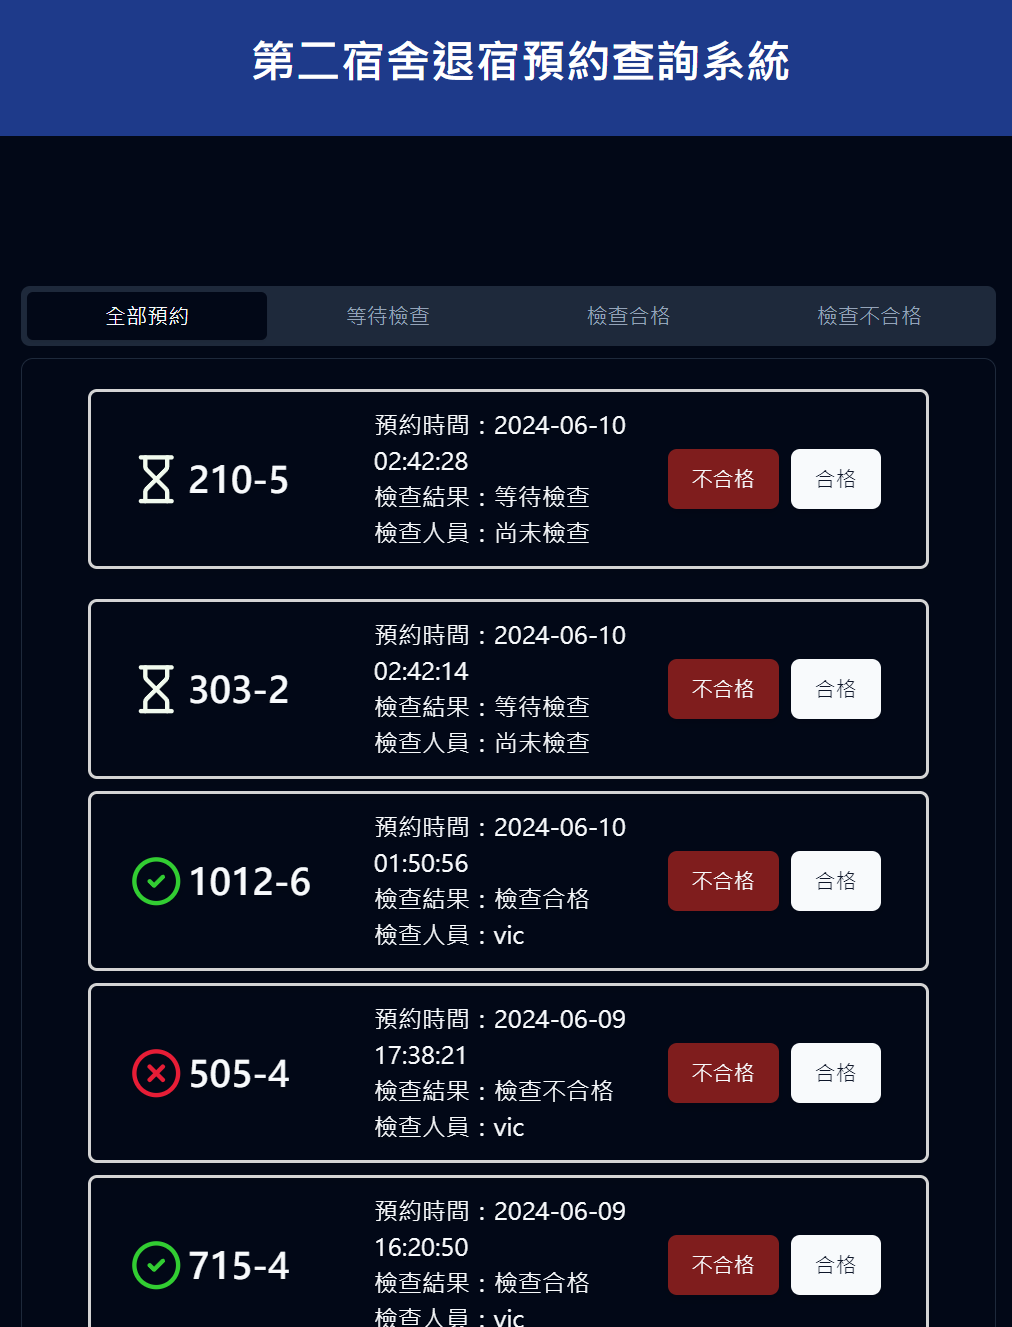 第二宿舍退宿預約查詢系統
全部預約 等待檢查 檢查合格 檢查不合格
210-5
預約時間：2024-06-10
02:42:28
檢查結果：等待檢查
檢查人員：尚未檢查
不合格 合格
303-2
預約時間：2024-06-10
02:42:14
檢查結果：等待檢查
檢查人員：尚未檢查
不合格 合格
1012-6
預約時間：2024-06-10
01:50:56
檢查結果：檢查合格
檢查人員：vic
不合格 合格
505-4
預約時間：2024-06-09
17:38:21
檢查結果：檢查不合格
檢查人員：vic
不合格 合格
715-4
預約時間：2024-06-09
16:20:50
檢查結果：檢查合格
檢查人員：vic
不合格 合格